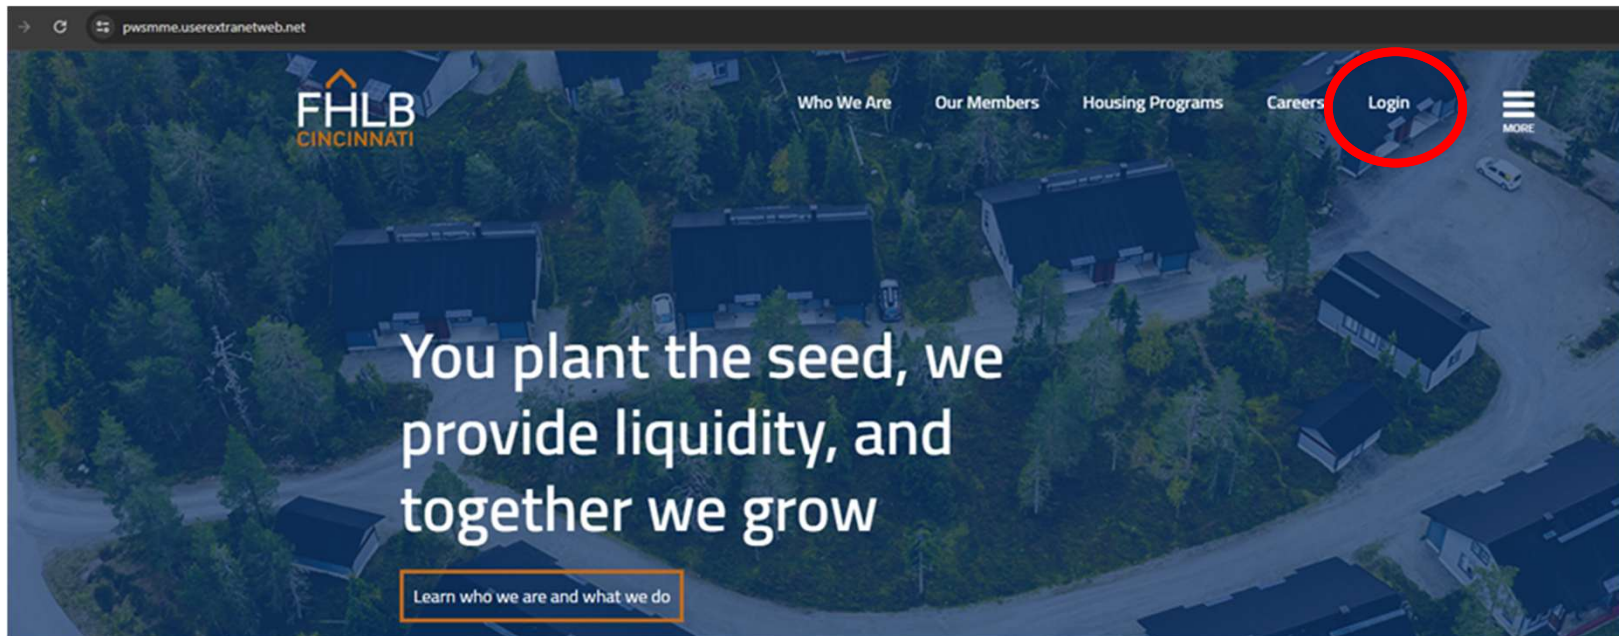 pwsmme.userextranetweb.net
FHLB
CINCINNATI
Who We Are Our Members Housing Programs Careers Login
MORE
You plant the seed, we
provide liquidity, and
together we grow
Learn who we are and what we do